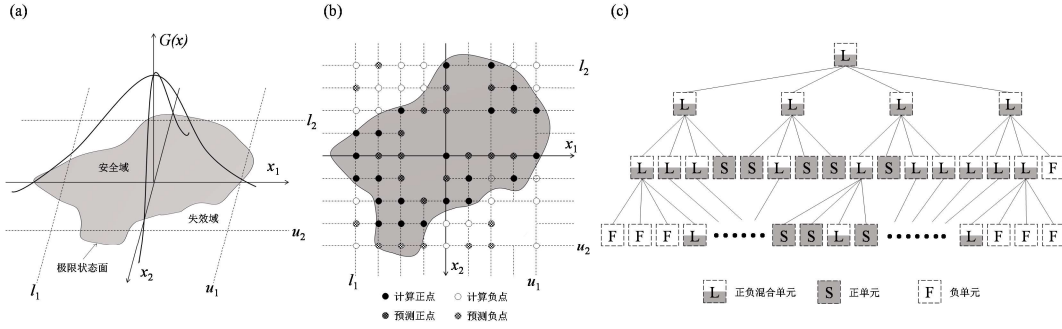 (a)
G(x)
l2
安全域
x1
失效域
u2
极限状态面
x2
l1
u1
(b)
l2
x1
u2
x2
l1
u1
计算正点
计算负点
预测正点
预测负点
(c)
L
L L L L
L L L S S L S S L S L L L L L F
F F F L ······· S S L S ······· L F F F
L 正负混合单元 S 正单元 F 负单元